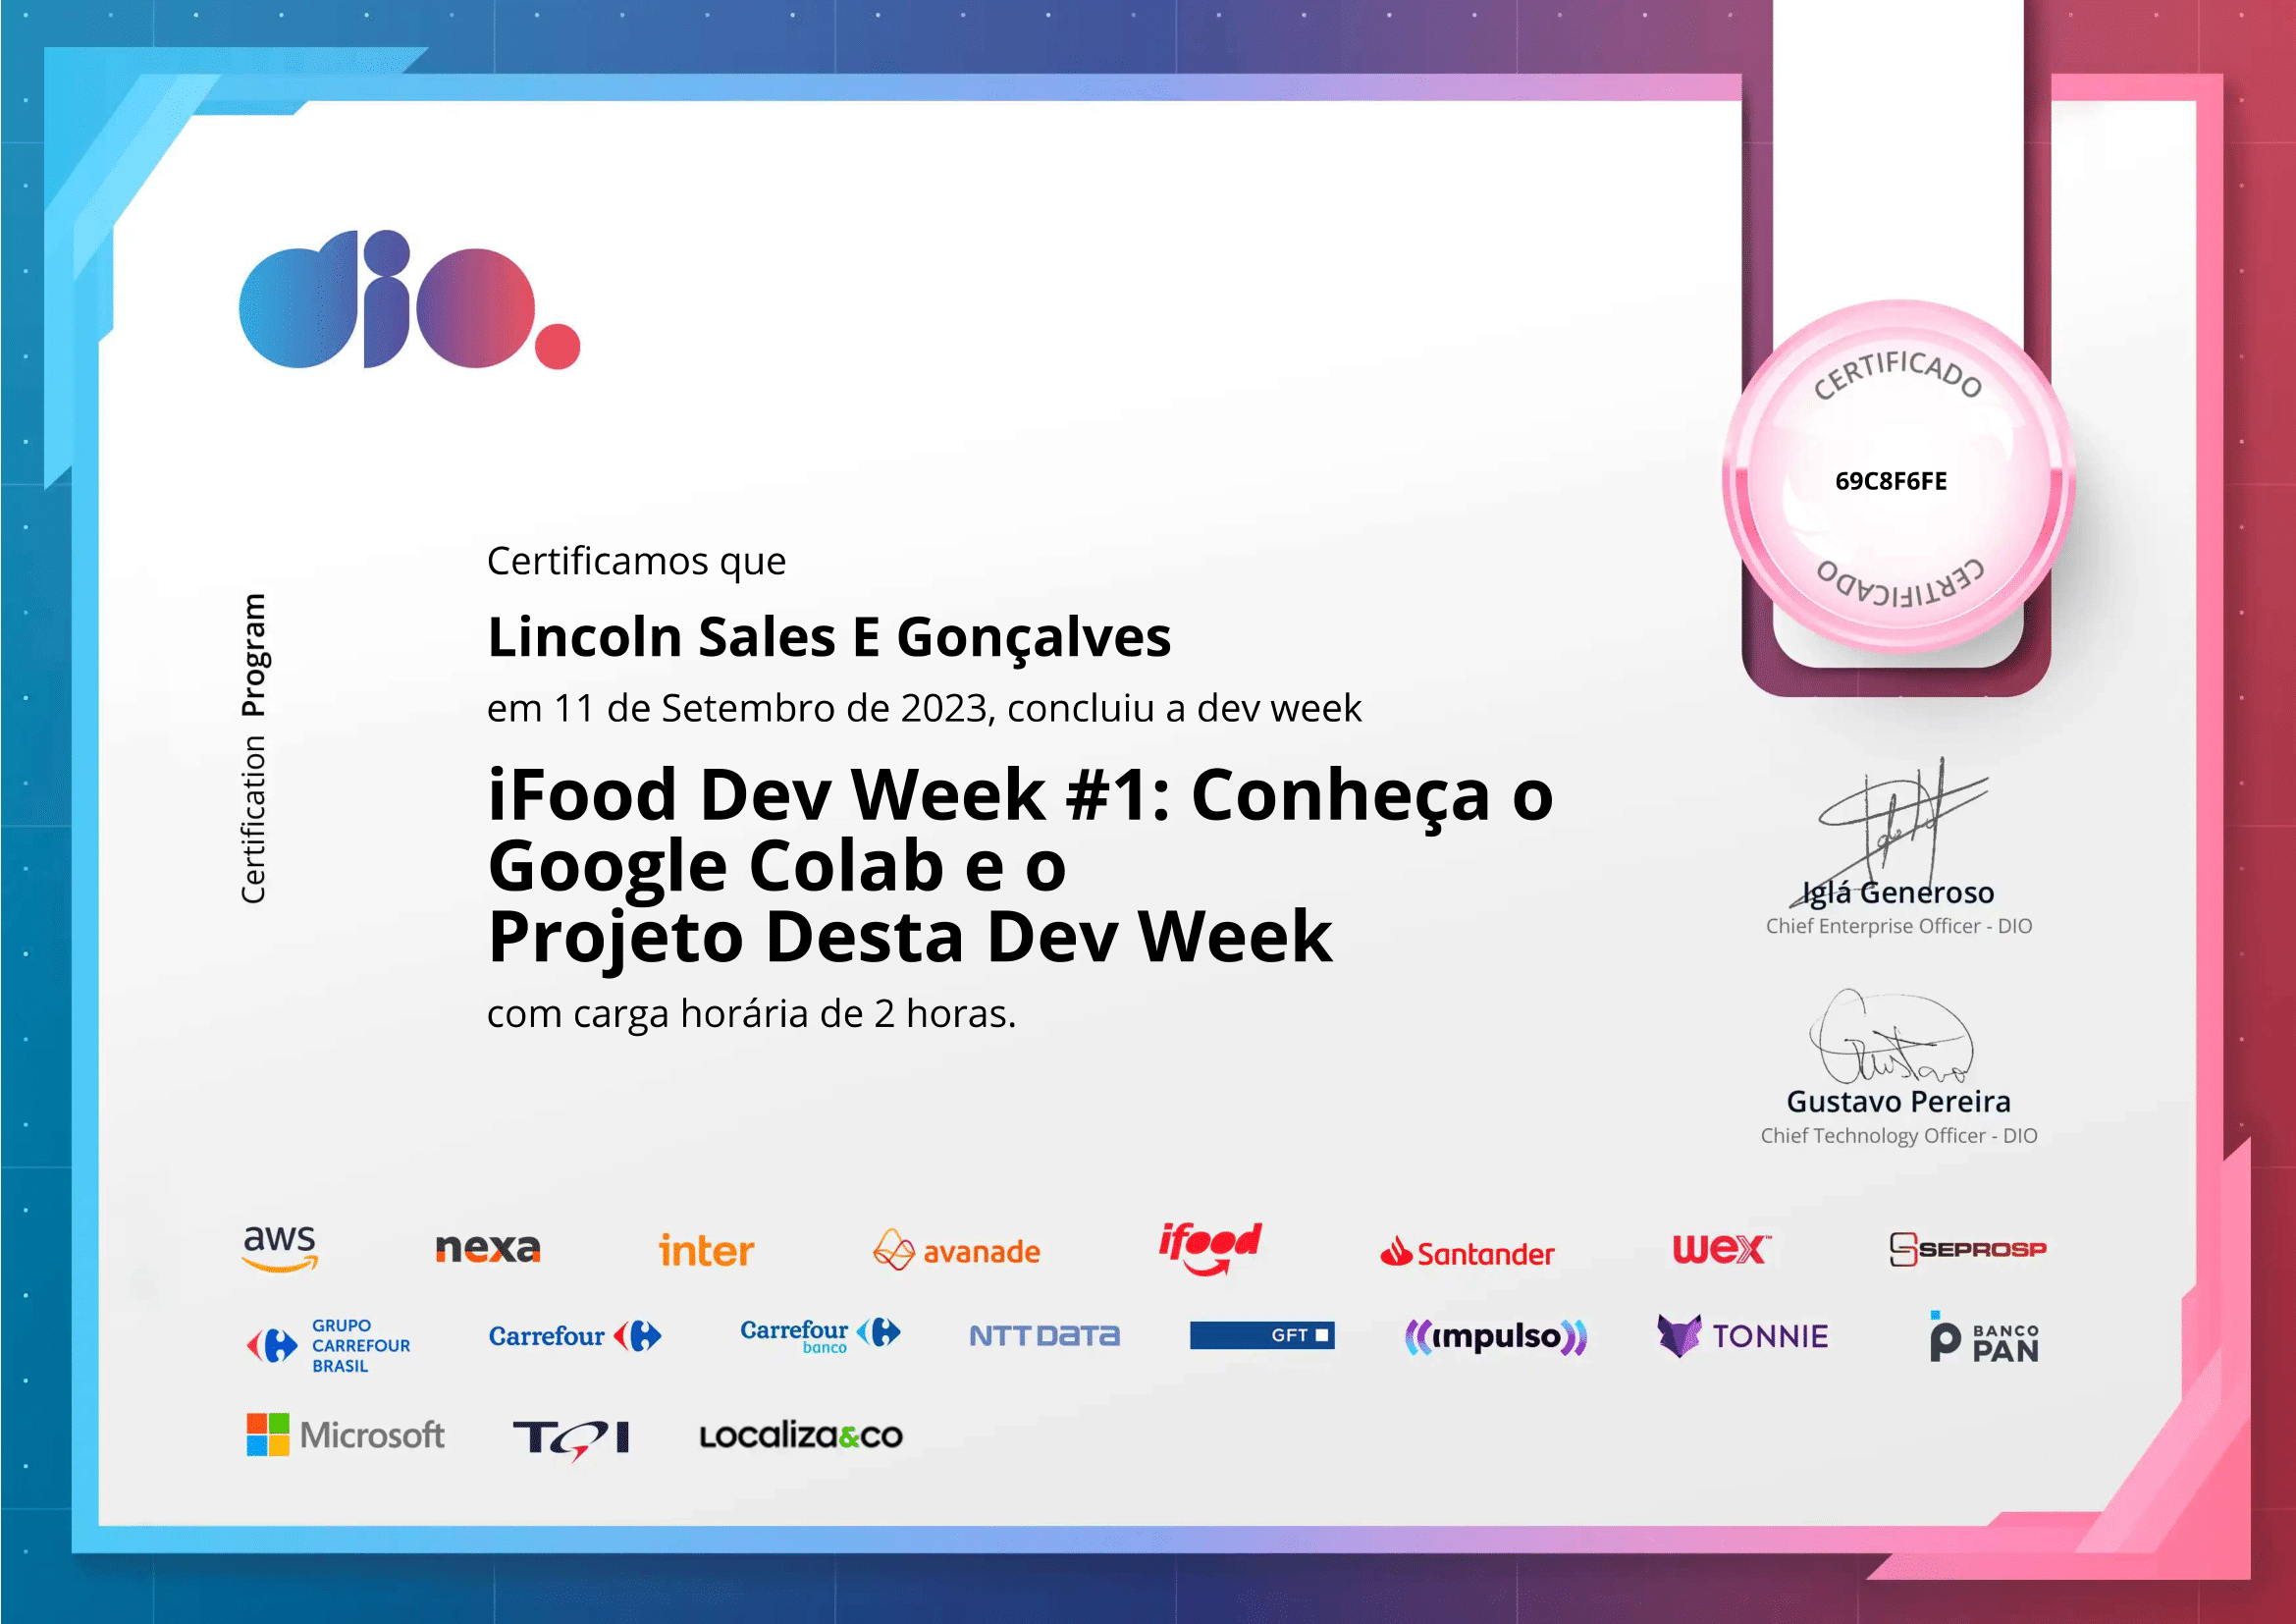 dio.
CERTIFICADO
69C8F6FE
CERTIFICADO
Certification Program
Certificamos que
Lincoln Sales E Gonçalves
em 11 de Setembro de 2023, concluiu a dev week
iFood Dev Week #1: Conheça o
Google Colab e o
Projeto Desta Dev Week
com carga horária de 2 horas.
Iglá Generoso
Chief Enterprise Officer - DIO
Gustavo
Gustavo Pereira
Chief Technology Officer - DIO
aws nexa inter avanade ifood Santander wex™ SEPROSP
GRUPO
CARREFOUR
BRASIL
Carrefour
Carrefour
banco
NTT DATA
GFT
impulso
TONNIE
BANCO
PAN
Microsoft TQI Localiza&co